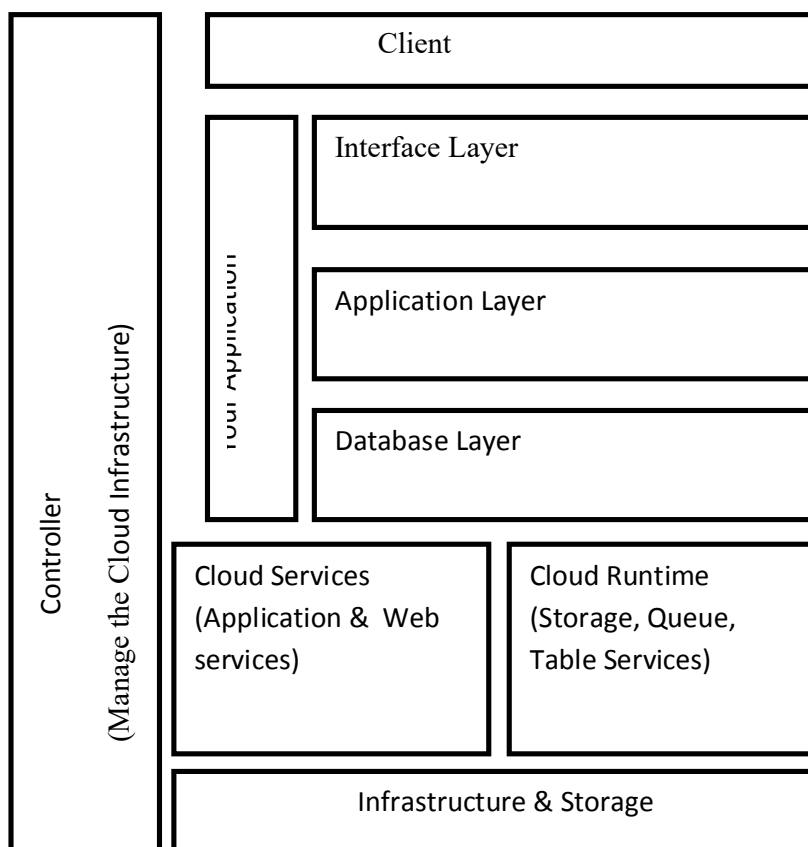 Client
Interface Layer
Your Application
Application Layer
Database Layer
Controller
(Manage the Cloud Infrastructure)
Cloud Services
(Application & Web
services)
Cloud Runtime
(Storage, Queue,
Table Services)
Infrastructure & Storage